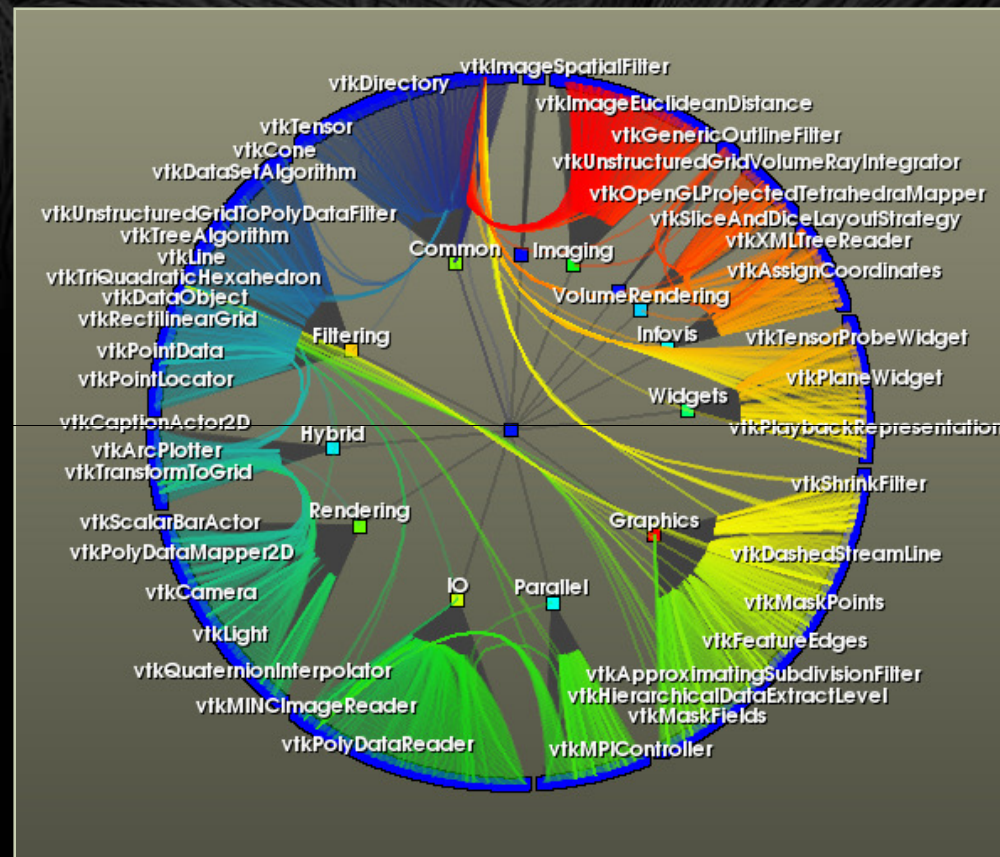 vtkImageSpatialFilter
vtkDirectory
vtkImageEuclideanDistance
vtkTensor
vtkGenericOutlineFilter
vtkCone
vtkUnstructuredGridVolumeRayIntegrator
vtkDataSetAlgorithm
vtkOpenGLProjectedTetrahedraMapper
vtkUnstructuredGridToPolyDataFilter
vtkSliceAndDiceLayoutStrategy
vtkTreeAlgorithm
vtkXMLTreeReader
Common
Imaging
vtkLine
vtkAssignCoordinates
vtkTriQuadraticHexahedron
vtkDataObject
VolumeRendering
vtkRectilinearGrid
Filtering
Infovis
vtkTensorProbeWidget
vtkPointData
vtkPointLocator
vtkPlaneWidget
Widgets
vtkCaptionActor2D
vtkPlaybackRepresentation
Hybrid
vtkArcPlotter
vtkTransformToGrid
vtkShrinkFilter
Rendering
vtkScalarBarActor
Graphics
vtkPolyDataMapper2D
vtkDashedStreamLine
IO
Parallel
vtkCamera
vtkMaskPoints
vtkLight
vtkFeatureEdges
vtkQuaternionInterpolator
vtkApproximatingSubdivisionFilter
vtkHierarchicalDataExtractLevel
vtkMINCImageReader
vtkMaskFields
vtkPolyDataReader
vtkMPIController